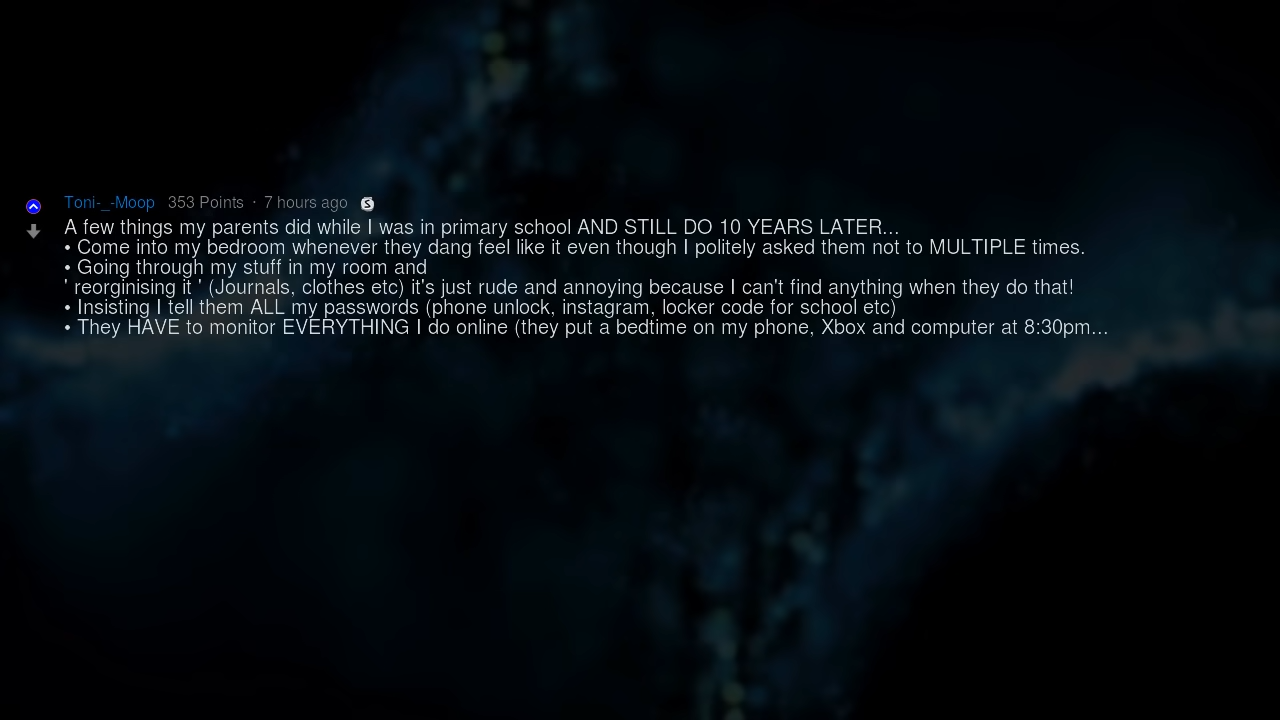 Toni-_-Moop 353 Points · 7 hours ago S
A few things my parents did while I was in primary school AND STILL DO 10 YEARS LATER...
• Come into my bedroom whenever they dang feel like it even though I politely asked them not to MULTIPLE times.
• Going through my stuff in my room and
' reorginising it ' (Journals, clothes etc) it's just rude and annoying because I can't find anything when they do that!
• Insisting I tell them ALL my passwords (phone unlock, instagram, locker code for school etc)
• They HAVE to monitor EVERYTHING I do online (they put a bedtime on my phone, Xbox and computer at 8:30pm...